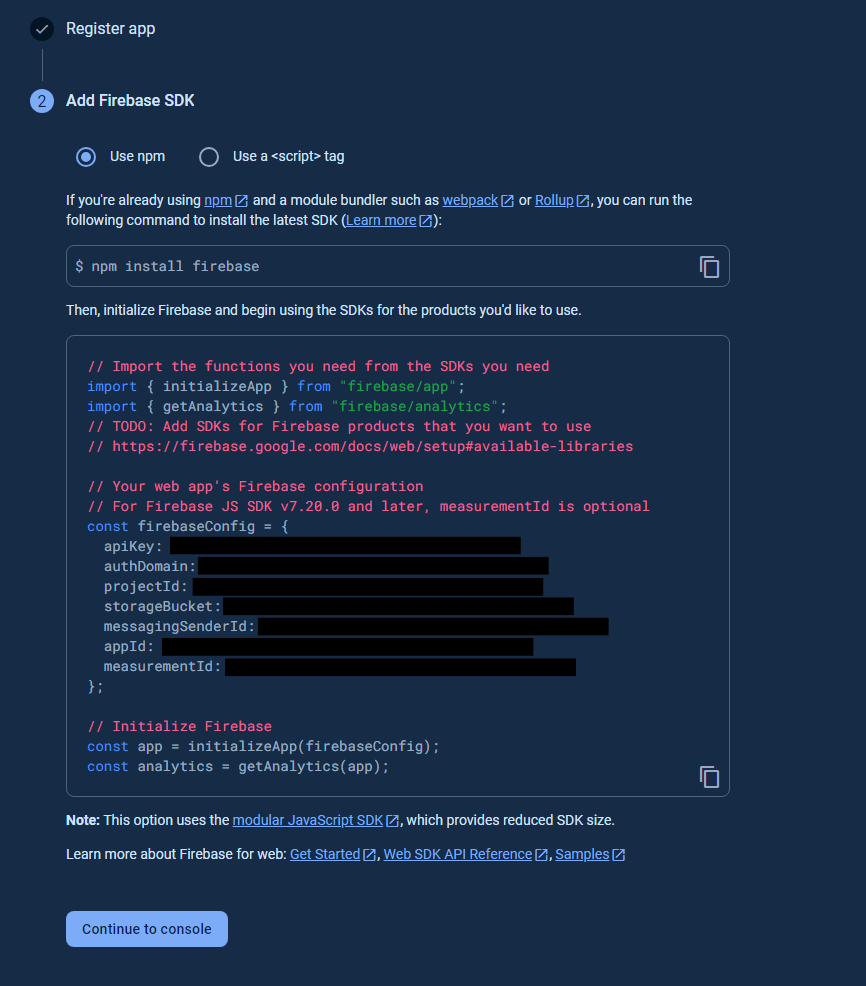 Register app
2 Add Firebase SDK
Use npm Use a <script> tag
If you're already using npm and a module bundler such as webpack or Rollup, you can run the
following command to install the latest SDK (Learn more):
$ npm install firebase
Then, initialize Firebase and begin using the SDKs for the products you'd like to use.
// Import the functions you need from the SDKs you need
import { initializeApp } from "firebase/app";
import { getAnalytics } from "firebase/analytics";
// TODO: Add SDKs for Firebase products that you want to use
// https://firebase.google.com/docs/web/setup#available-libraries
// Your web app's Firebase configuration
// For Firebase JS SDK v7.20.0 and later, measurementId is optional
const firebaseConfig = {
apiKey:
authDomain:
projectId:
storageBucket:
messagingSenderId:
appId:
measurementId:
};
// Initialize Firebase
const app = initializeApp(firebaseConfig);
const analytics = getAnalytics(app);
Note: This option uses the modular JavaScript SDK, which provides reduced SDK size.
Learn more about Firebase for web: Get Started, Web SDK API Reference, Samples
Continue to console